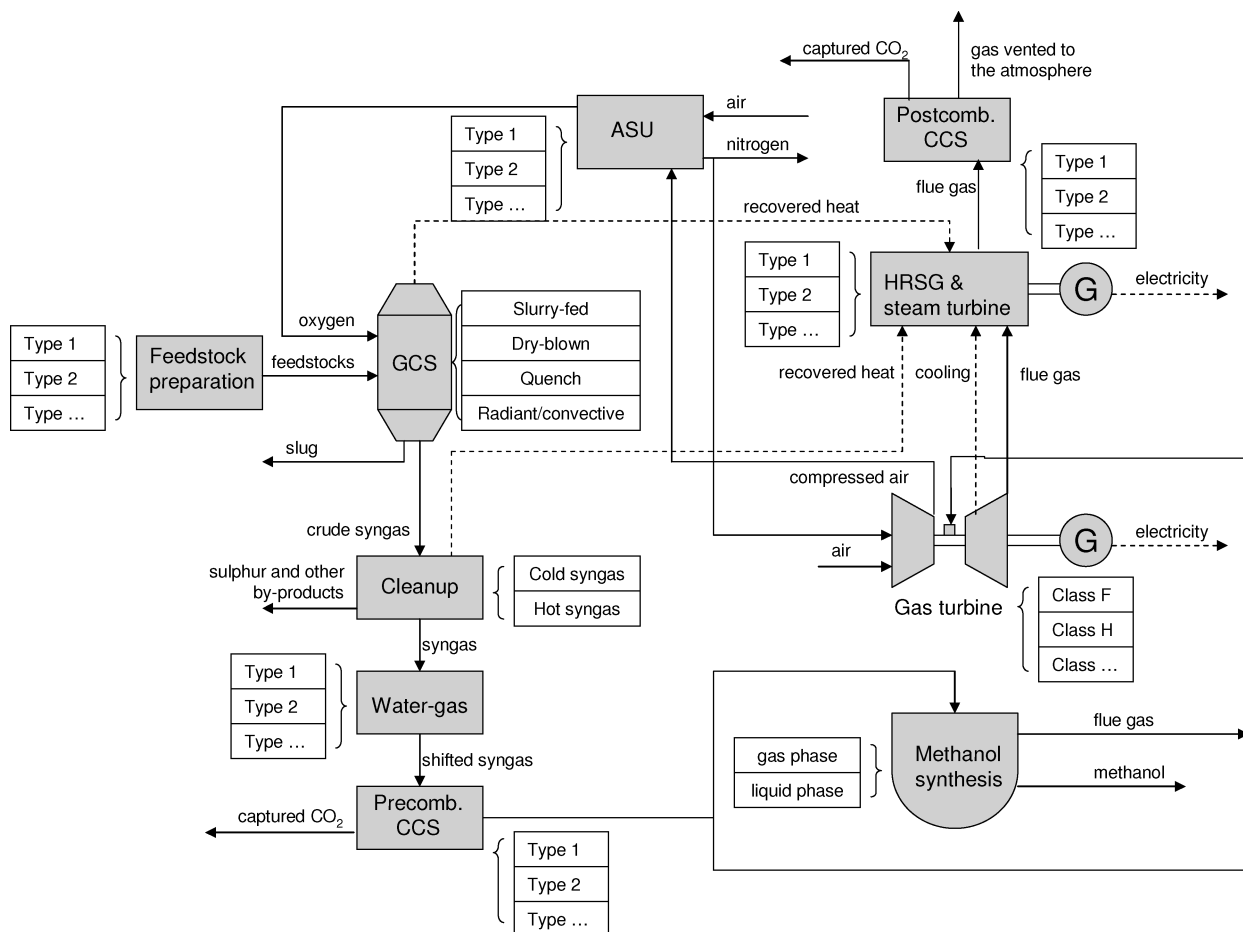 captured CO2
gas vented to
the atmosphere
ASU
air
nitrogen
Type 1
Type 2
Type …
Postcomb.
CCS
flue gas
Type 1
Type 2
Type …
recovered heat
Type 1
Type 2
Type …
HRSG &
steam turbine
G
electricity
oxygen
Slurry-fed
Dry-blown
Quench
Radiant/convective
Type 1
Type 2
Type …
Feedstock
preparation
feedstocks
GCS
recovered heat
cooling
flue gas
slug
compressed air
crude syngas
air
G
electricity
sulphur and other
by-products
Cleanup
Cold syngas
Hot syngas
Gas turbine
Class F
Class H
Class …
syngas
Type 1
Type 2
Type …
Water-gas
shifted syngas
gas phase
liquid phase
Methanol
synthesis
flue gas
methanol
captured CO2
Precomb.
CCS
Type 1
Type 2
Type …